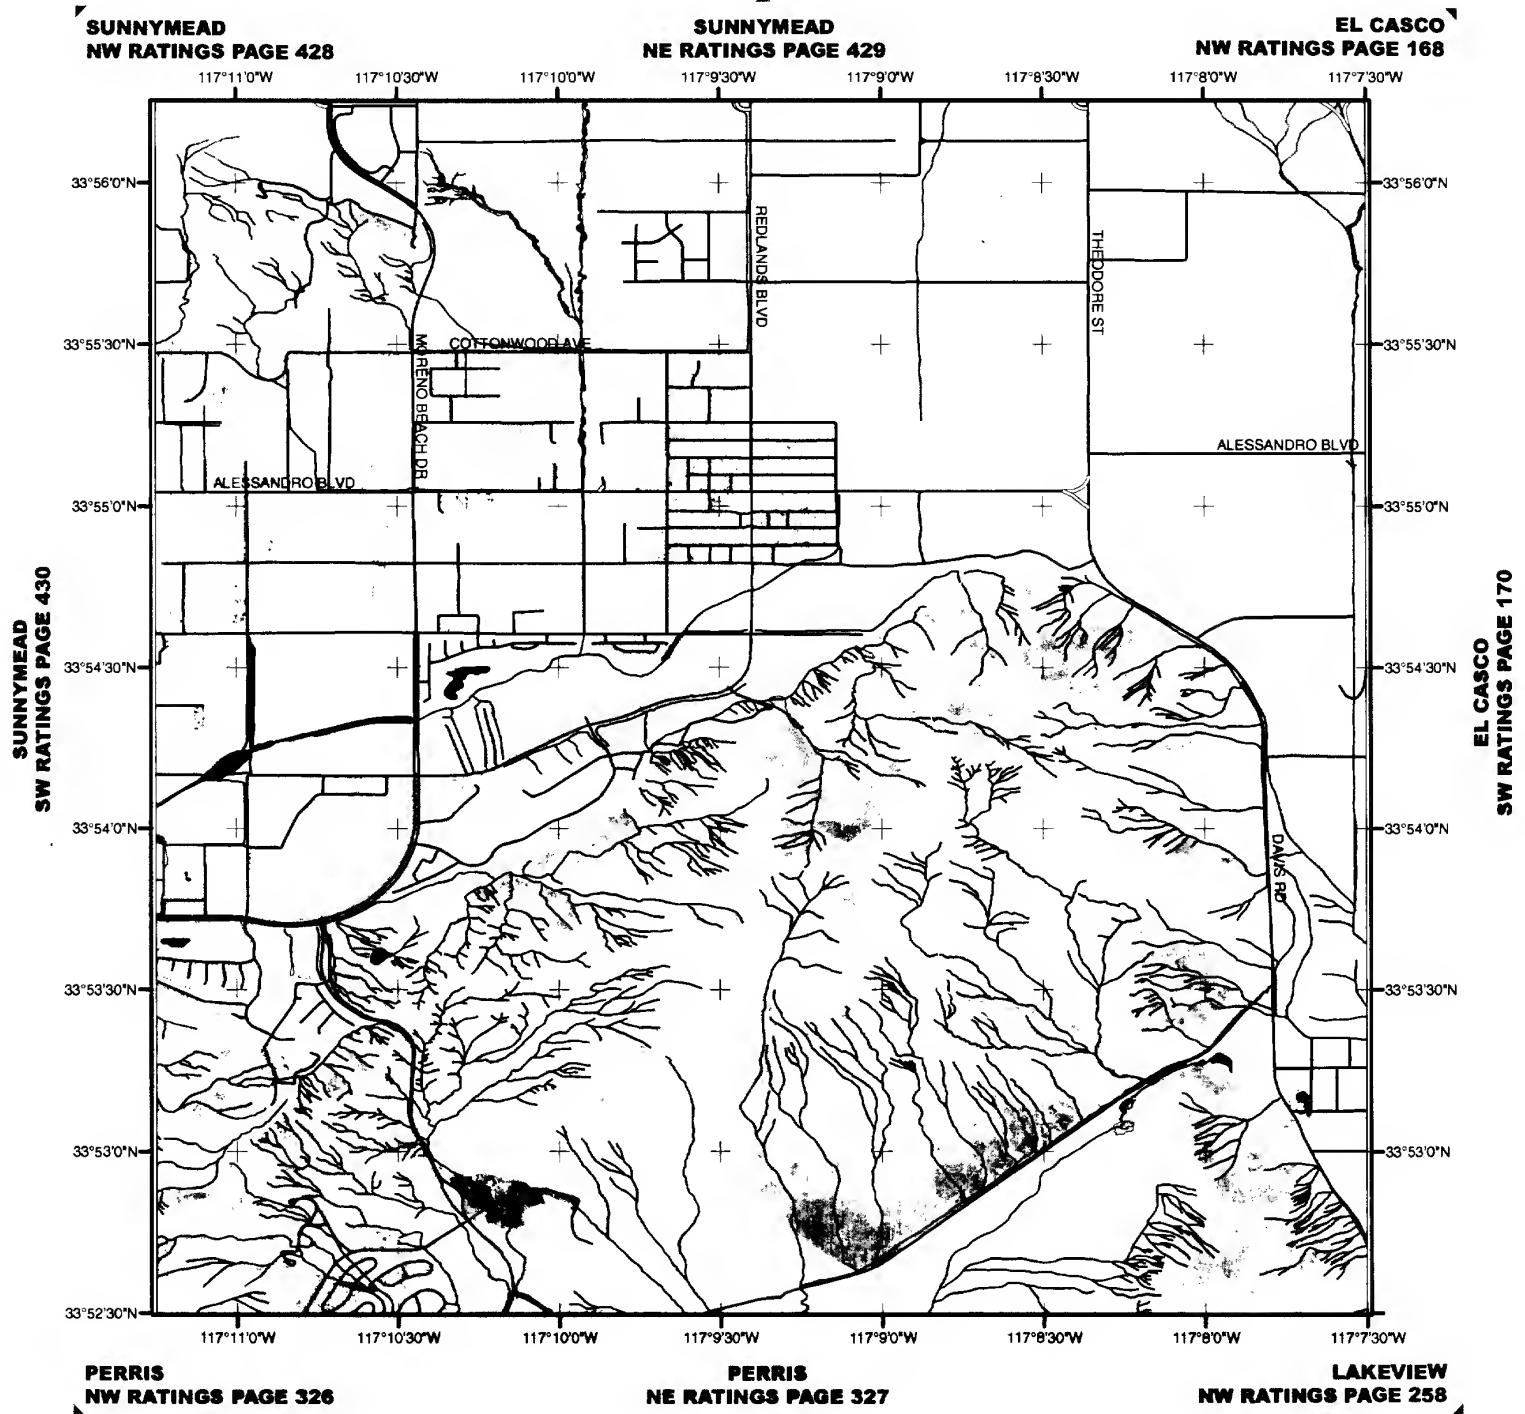 SUNNYMEAD
NW RATINGS PAGE 428
SUNNYMEAD
NE RATINGS PAGE 429
EL CASCO
NW RATINGS PAGE 168
117°11'0"W
117°10'30"W
117°10'0"W
117°9'30"W
117°9'0"W
117°8'30"W
117°8'0"W
117°7'30"W
33°56'0"N
33°56'0"N
REDLANDS BLVD
THEODORE ST
33°55'30"N
MORENO BEACH DR
COTTONWOOD AVE
33°55'30"N
ALESSANDRO BLVD
ALESSANDRO BLVD
33°55'0"N
33°55'0"N
SUNNYMEAD
SW RATINGS PAGE 430
EL CASCO
SW RATINGS PAGE 170
33°54'30"N
33°54'30"N
33°54'0"N
33°54'0"N
DAVIS RD
33°53'30"N
33°53'30"N
33°53'0"N
33°53'0"N
33°52'30"N
33°52'30"N
117°11'0"W
117°10'30"W
117°10'0"W
117°9'30"W
117°9'0"W
117°8'30"W
117°8'0"W
117°7'30"W
PERRIS
NW RATINGS PAGE 326
PERRIS
NE RATINGS PAGE 327
LAKEVIEW
NW RATINGS PAGE 258